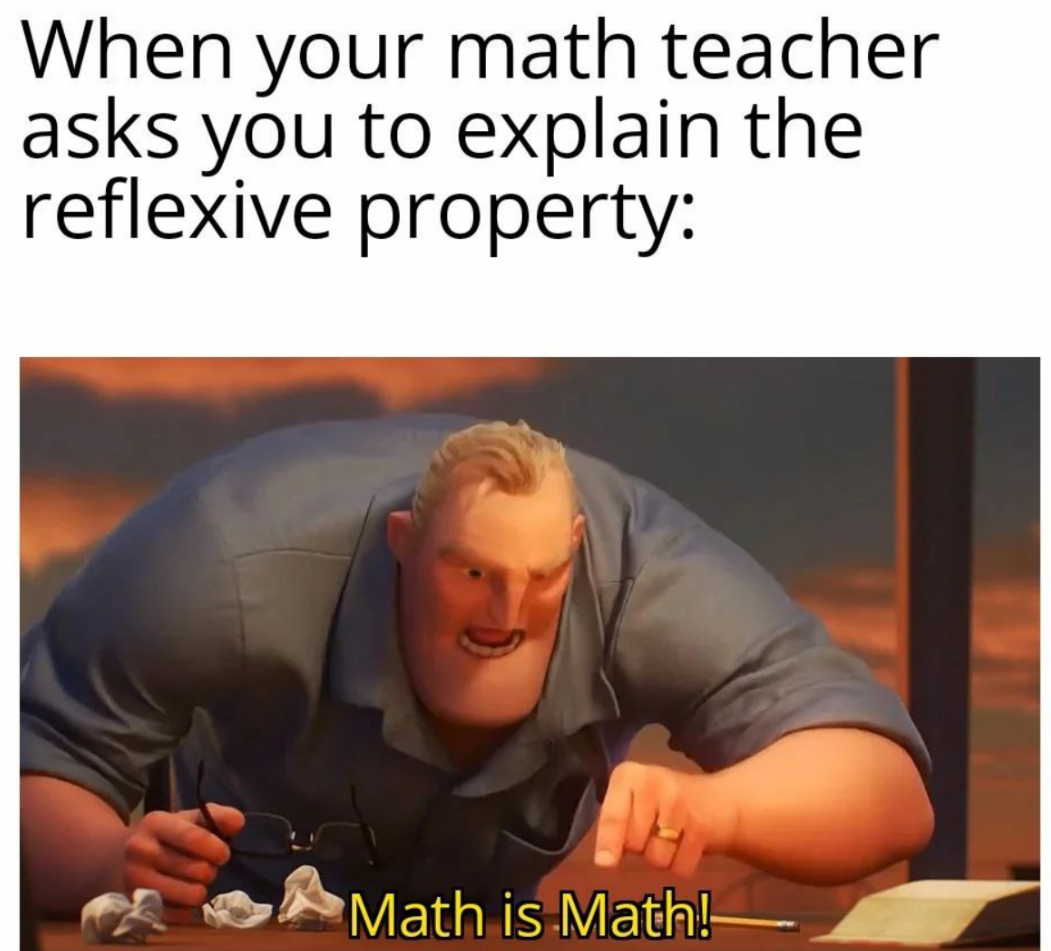 When your math teacher
asks you to explain the
reflexive property:
Math is Math!